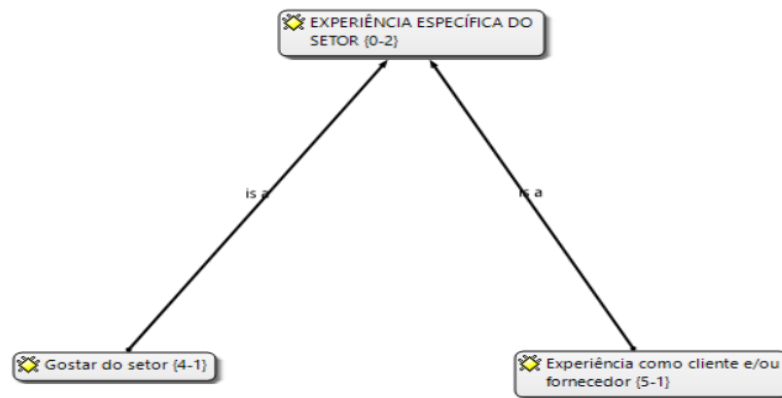 EXPERIÊNCIA ESPECÍFICA DO
SETOR {0-2}
is a
is a
Gostar do setor {4-1}
Experiência como cliente e/ou
fornecedor {5-1}